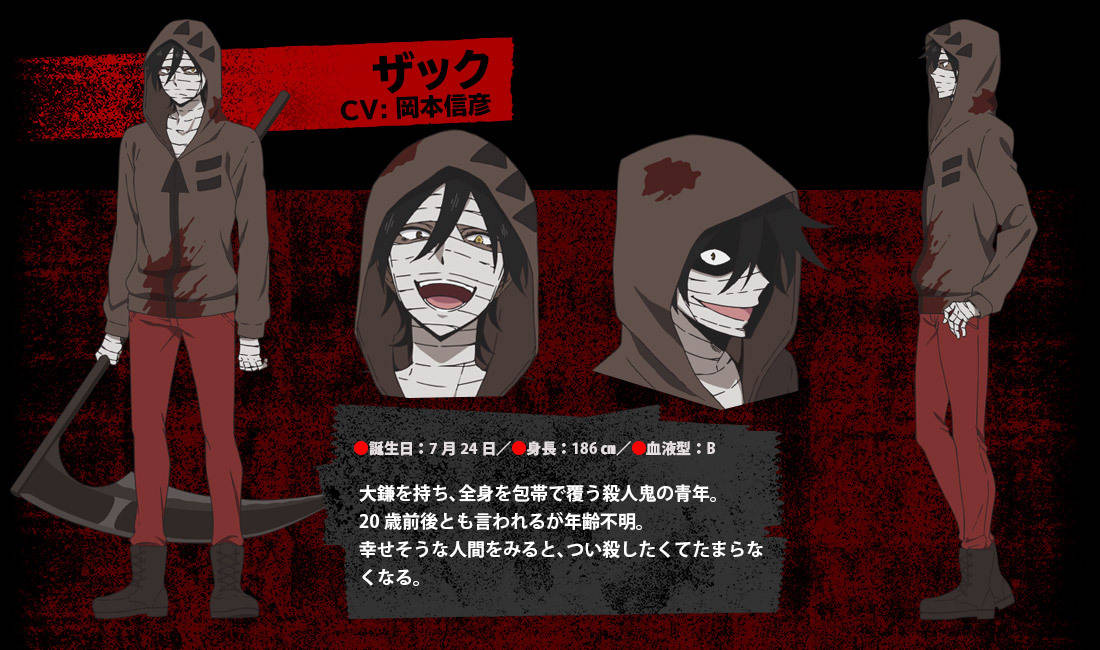 ザック
CV: 岡本信彦
●誕生日：7月24日／●身長：186㎝／●血液型：B
大鎌を持ち、全身を包帯で覆う殺人鬼の青年。
20歳前後とも言われるが年齢不明。
幸せそうな人間をみると、つい殺したくてたまらな
くなる。